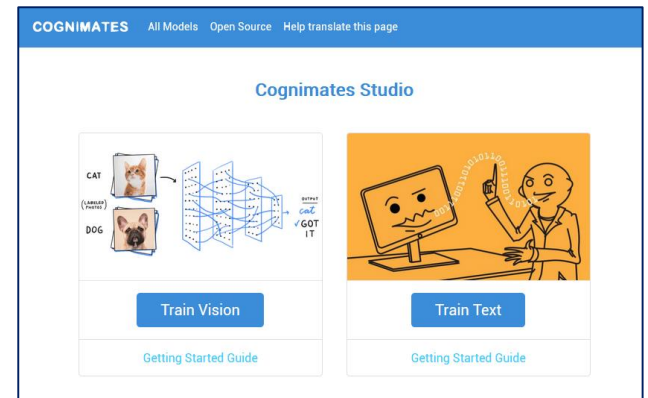 COGNIMATES All Models Open Source Help translate this page
Cognimates Studio
CAT
(LABELED PHOTOS)
DOG
OUTPUT
cat
✓GOT
IT
Train Vision
Train Text
Getting Started Guide
Getting Started Guide